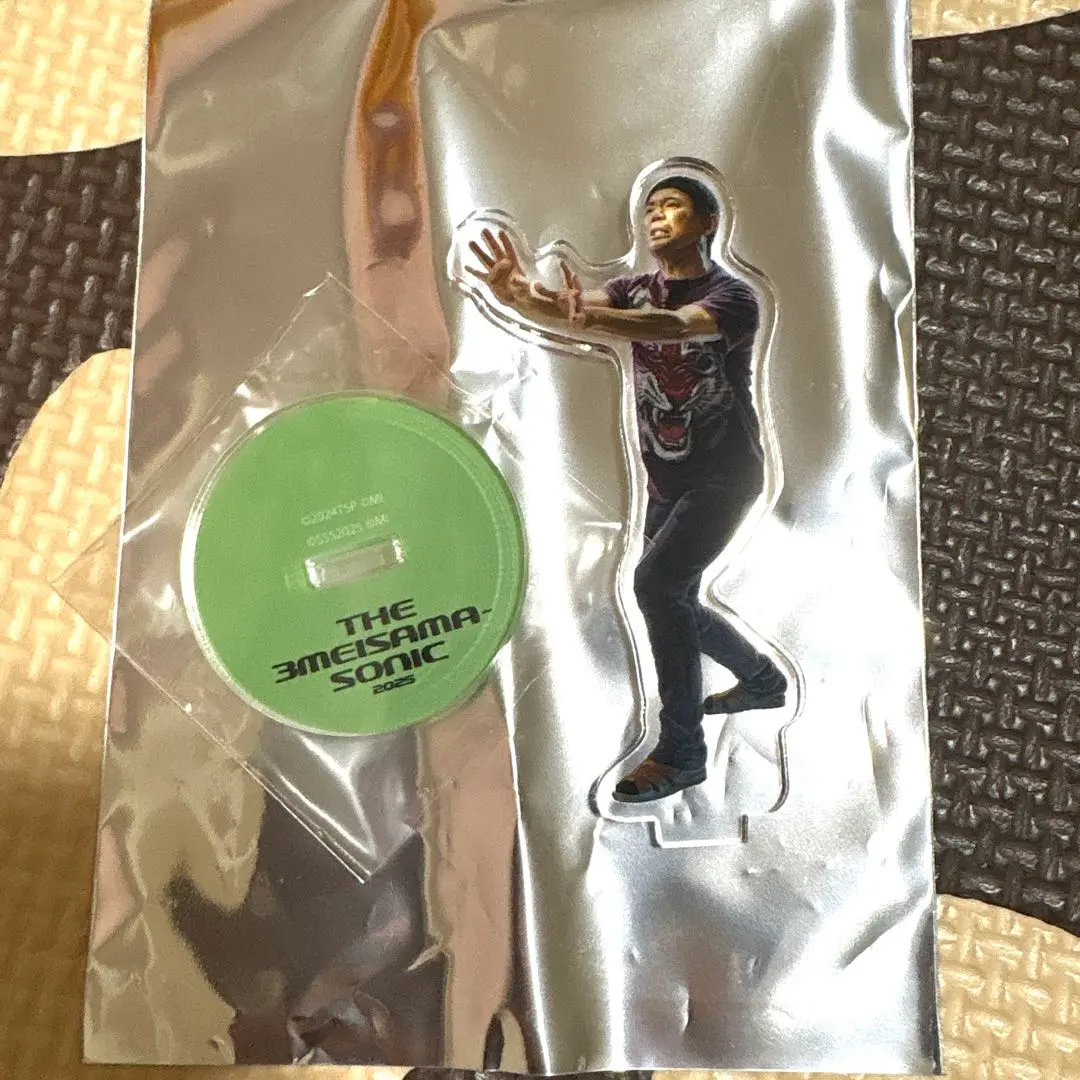 ©2024TSP ©MI
©SSS2025 ©MI
THE
3MEISAMA-
SONIC
2025